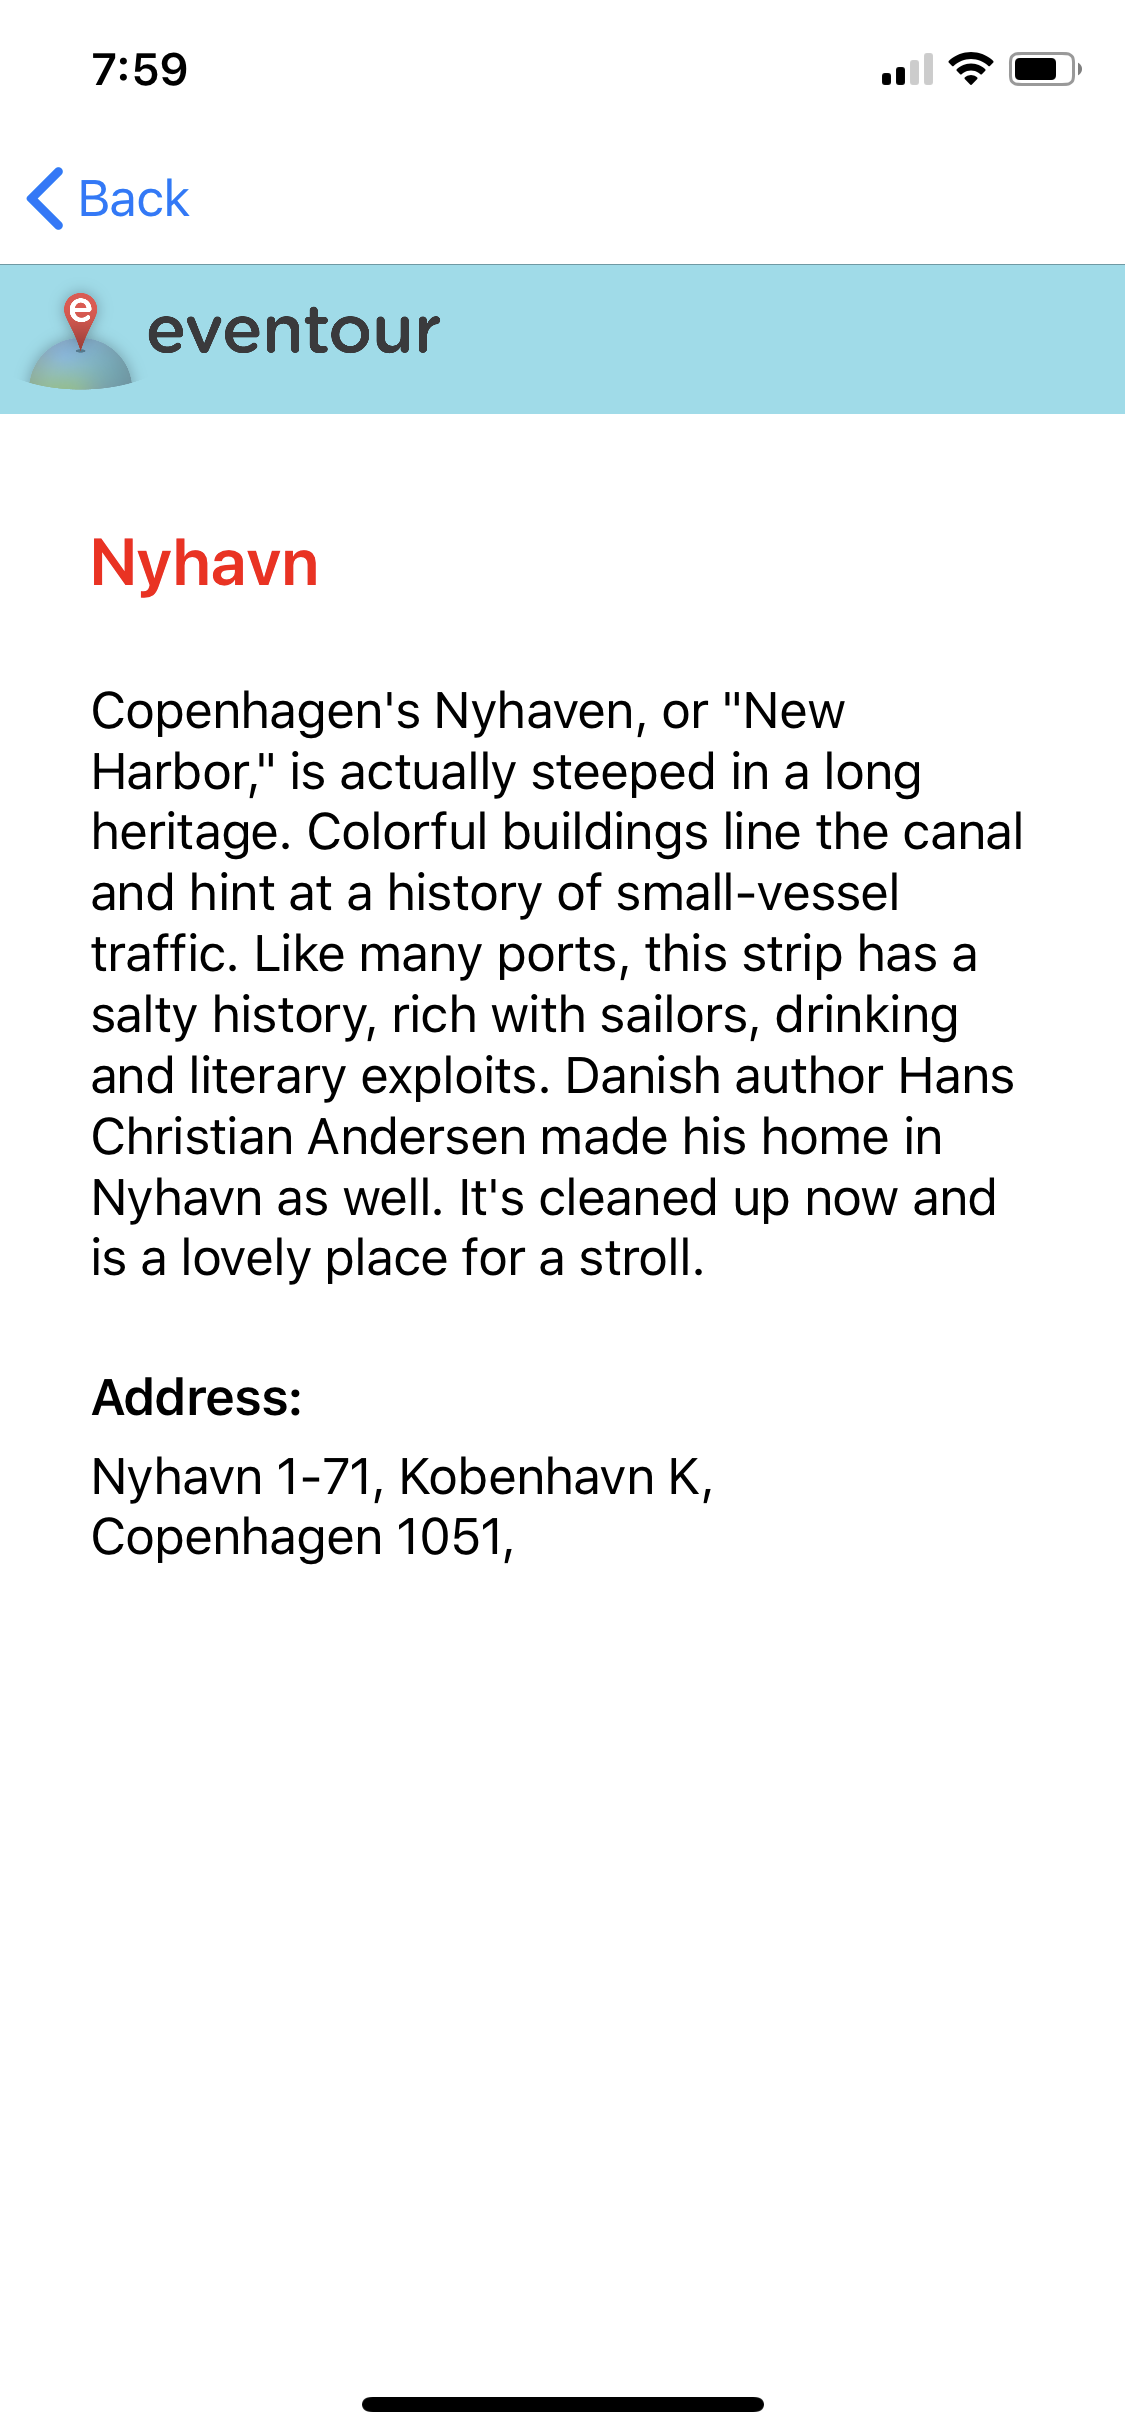 7:59
Back
e
eventour
Nyhavn
Copenhagen's Nyhaven, or "New
Harbor," is actually steeped in a long
heritage. Colorful buildings line the canal
and hint at a history of small-vessel
traffic. Like many ports, this strip has a
salty history, rich with sailors, drinking
and literary exploits. Danish author Hans
Christian Andersen made his home in
Nyhavn as well. It's cleaned up now and
is a lovely place for a stroll.
Address:
Nyhavn 1-71, Kobenhavn K,
Copenhagen 1051,